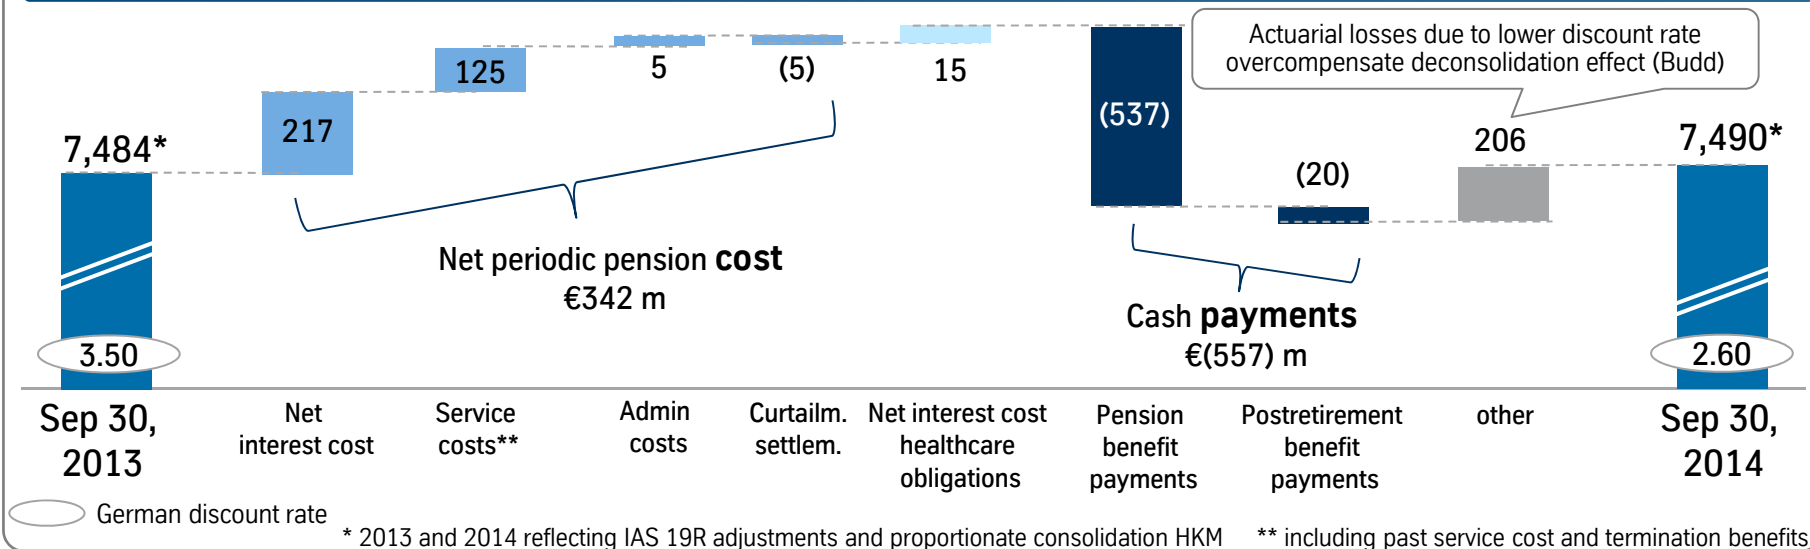 Actuarial losses due to lower discount rate
overcompensate deconsolidation effect (Budd)
7,484*
217
125
5
(5)
15
(537)
(20)
206
7,490*
Net periodic pension cost
€342 m
Cash payments
€(557) m
3.50
2.60
Sep 30,
2013
Net
interest cost
Service
costs**
Admin
costs
Curtailm.
settlem.
Net interest cost
healthcare
obligations
Pension
benefit
payments
Postretirement
benefit
payments
other
Sep 30,
2014
German discount rate
* 2013 and 2014 reflecting IAS 19R adjustments and proportionate consolidation HKM
** including past service cost and termination benefits,